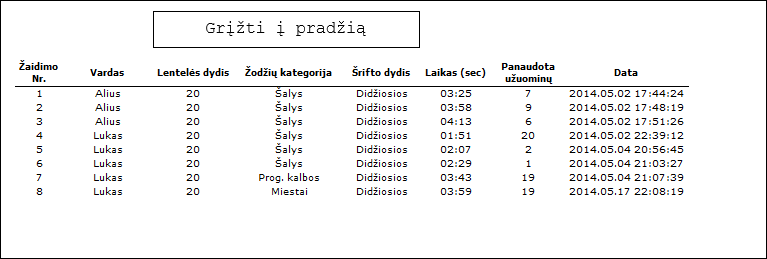 Grįžti į pradžią
Žaidimo Nr. Vardas Lentelės dydis Žodžių kategorija Šrifto dydis Laikas (sec) Panaudota užuominų Data
1 Alius 20 Šalys Didžiosios 03:25 7 2014.05.02 17:44:24
2 Alius 20 Šalys Didžiosios 03:58 9 2014.05.02 17:48:19
3 Alius 20 Šalys Didžiosios 04:13 6 2014.05.02 17:51:26
4 Lukas 20 Šalys Didžiosios 01:51 20 2014.05.02 22:39:12
5 Lukas 20 Šalys Didžiosios 02:07 2 2014.05.04 20:56:45
6 Lukas 20 Šalys Didžiosios 02:29 1 2014.05.04 21:03:27
7 Lukas 20 Prog. kalbos Didžiosios 03:43 19 2014.05.04 21:07:39
8 Lukas 20 Miestai Didžiosios 03:59 19 2014.05.17 22:08:19